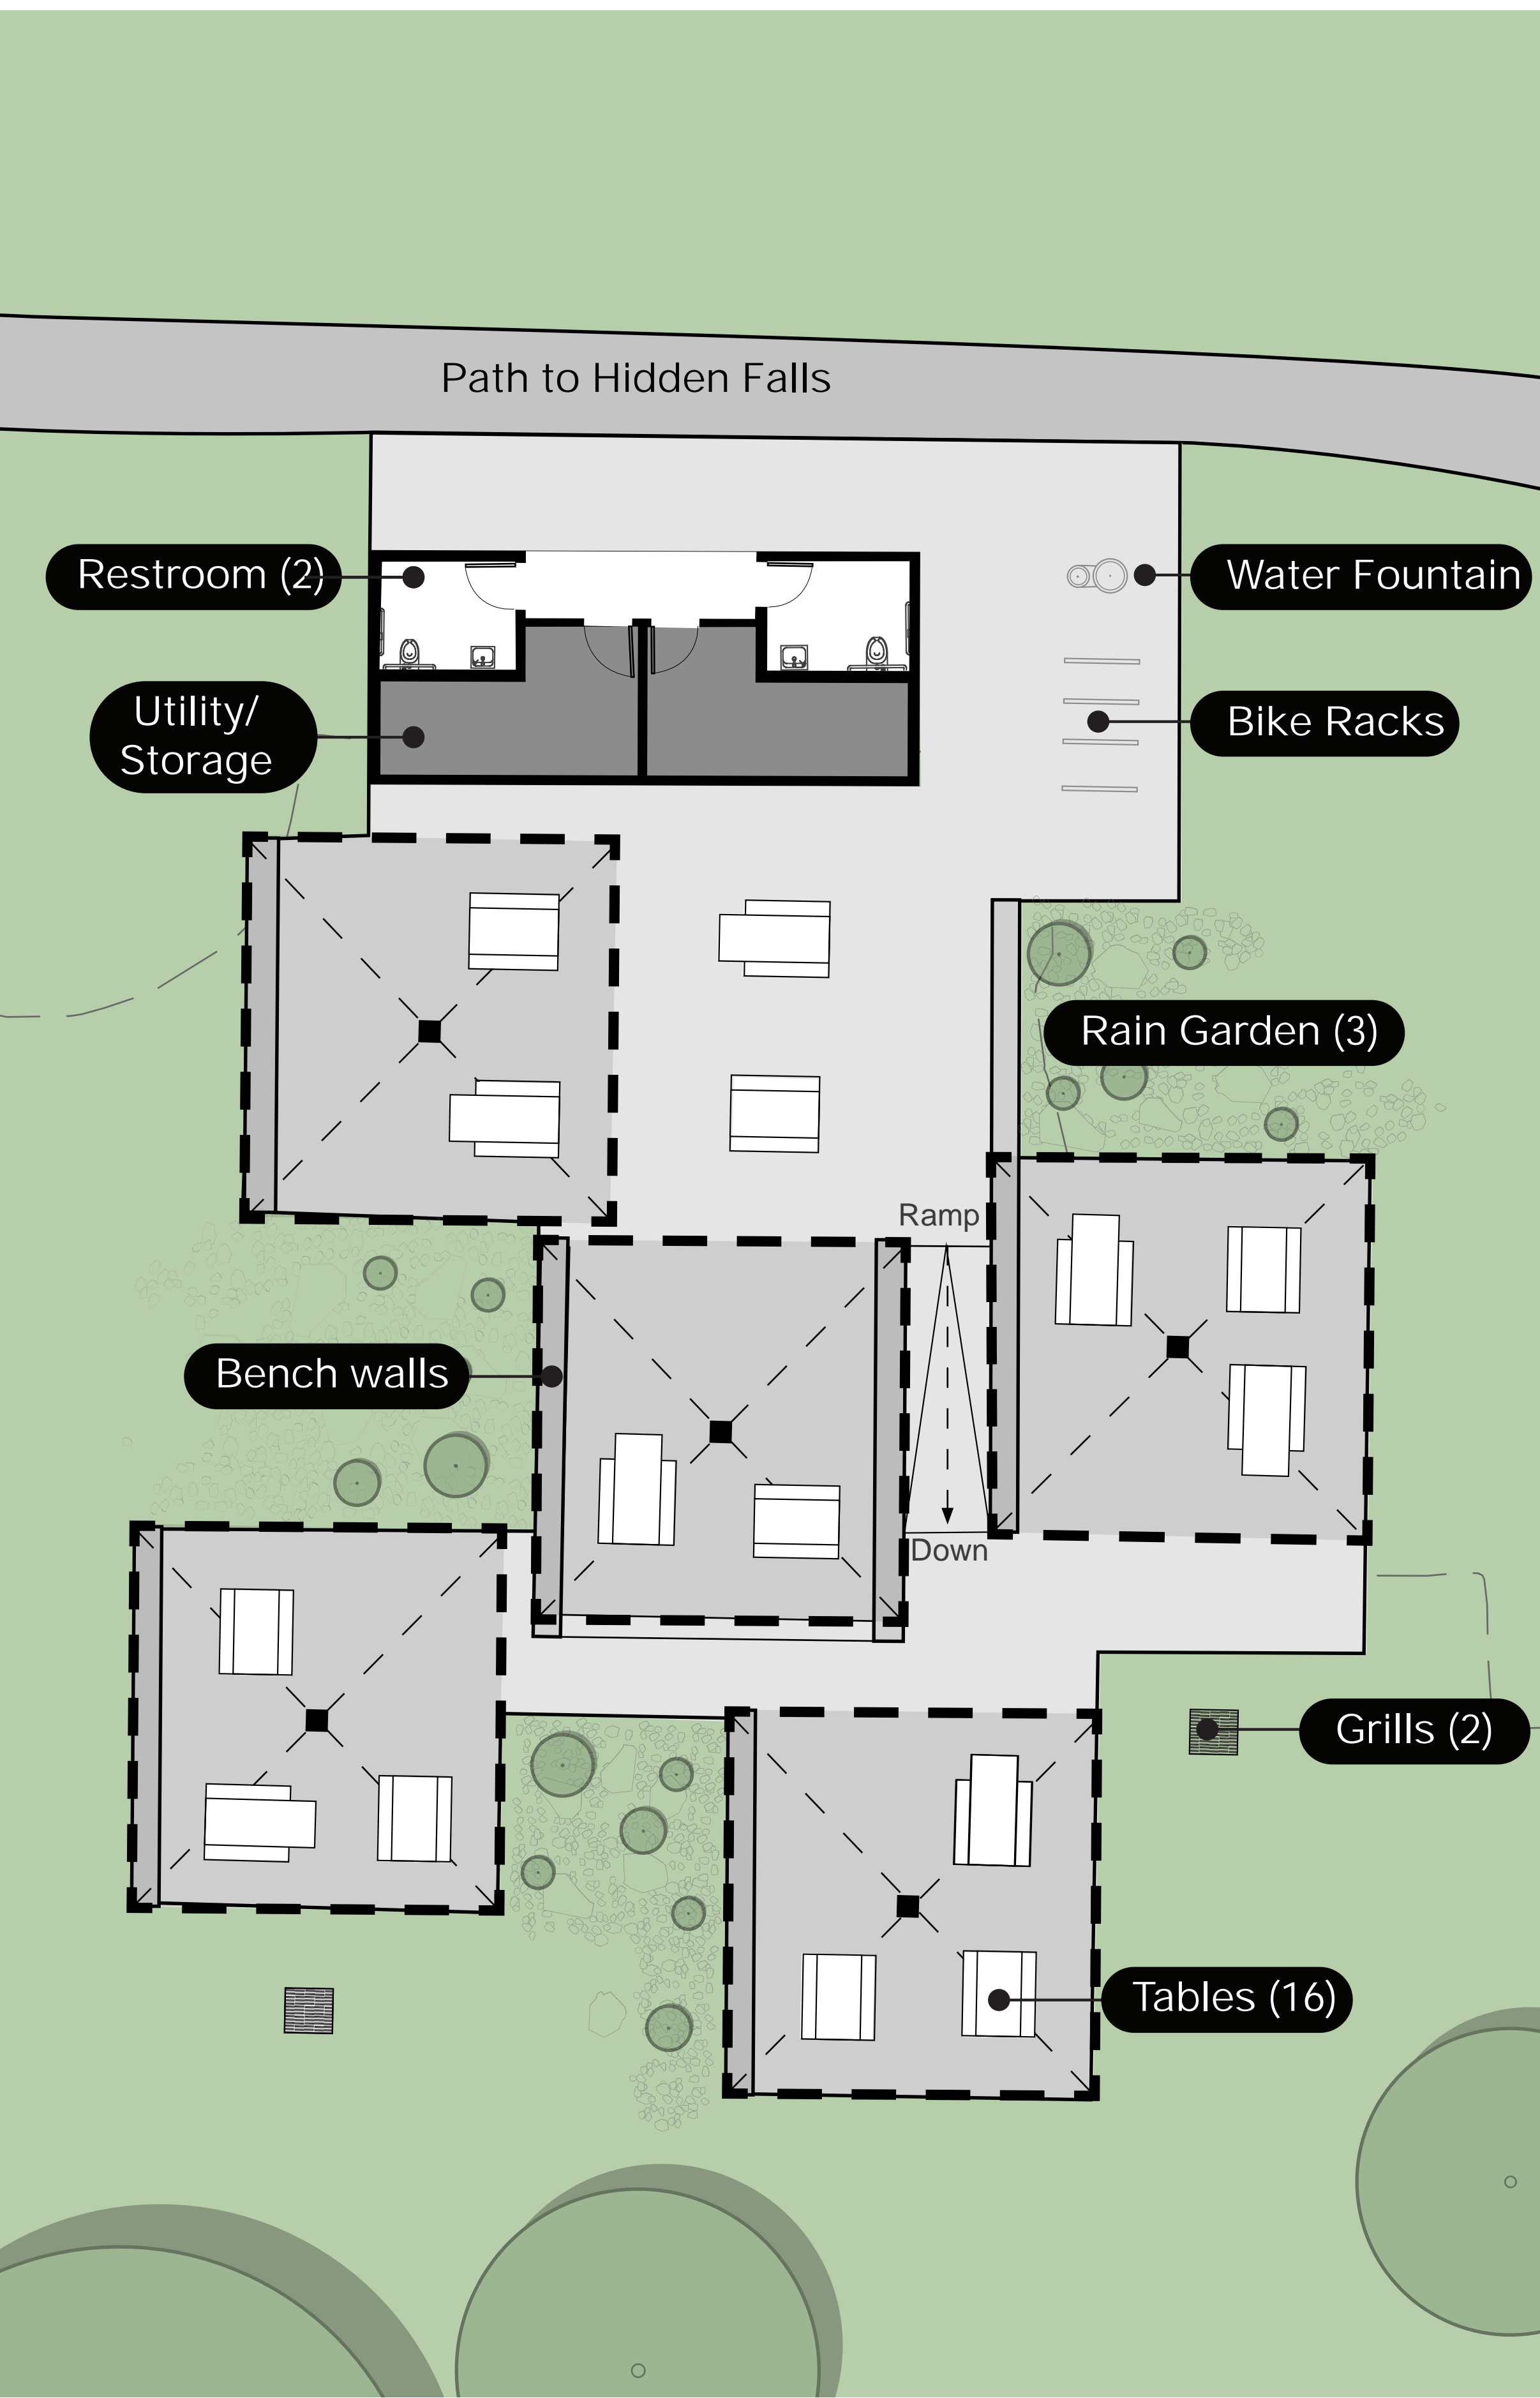 Path to Hidden Falls
Restroom (2)
Water Fountain
Utility/
Storage
Bike Racks
Rain Garden (3)
Ramp
Bench walls
Down
Grills (2)
Tables (16)